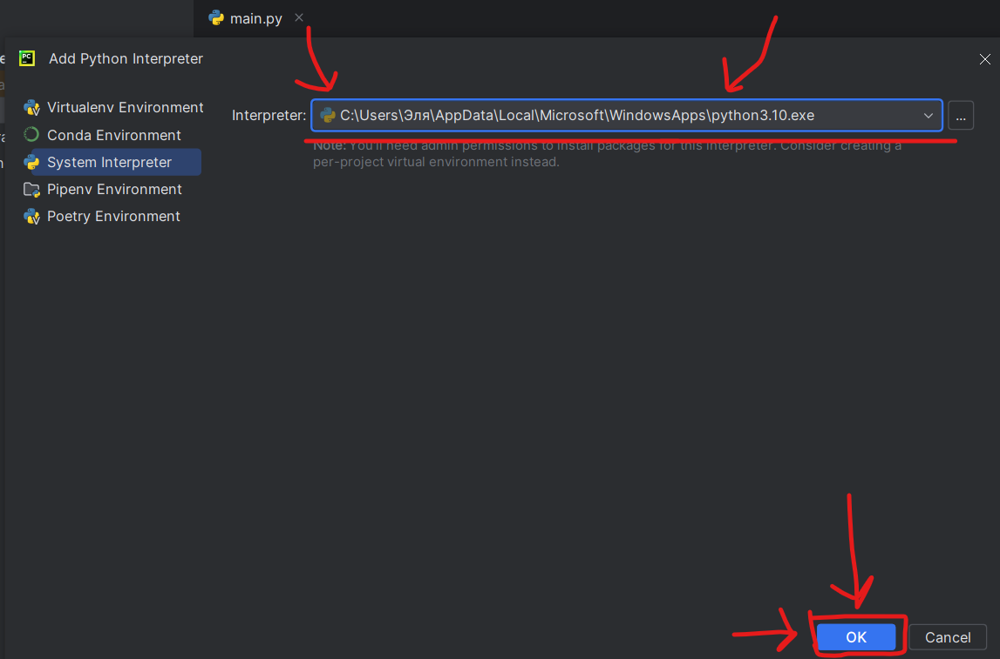 main.py
Add Python Interpreter
Virtualenv Environment
Conda Environment
System Interpreter
Pipenv Environment
Poetry Environment
Interpreter: C:\Users\Эля\AppData\Local\Microsoft\WindowsApps\python3.10.exe ...
Note: You'll need admin permissions to install packages for this interpreter. Consider creating a
per-project virtual environment instead.
OK Cancel